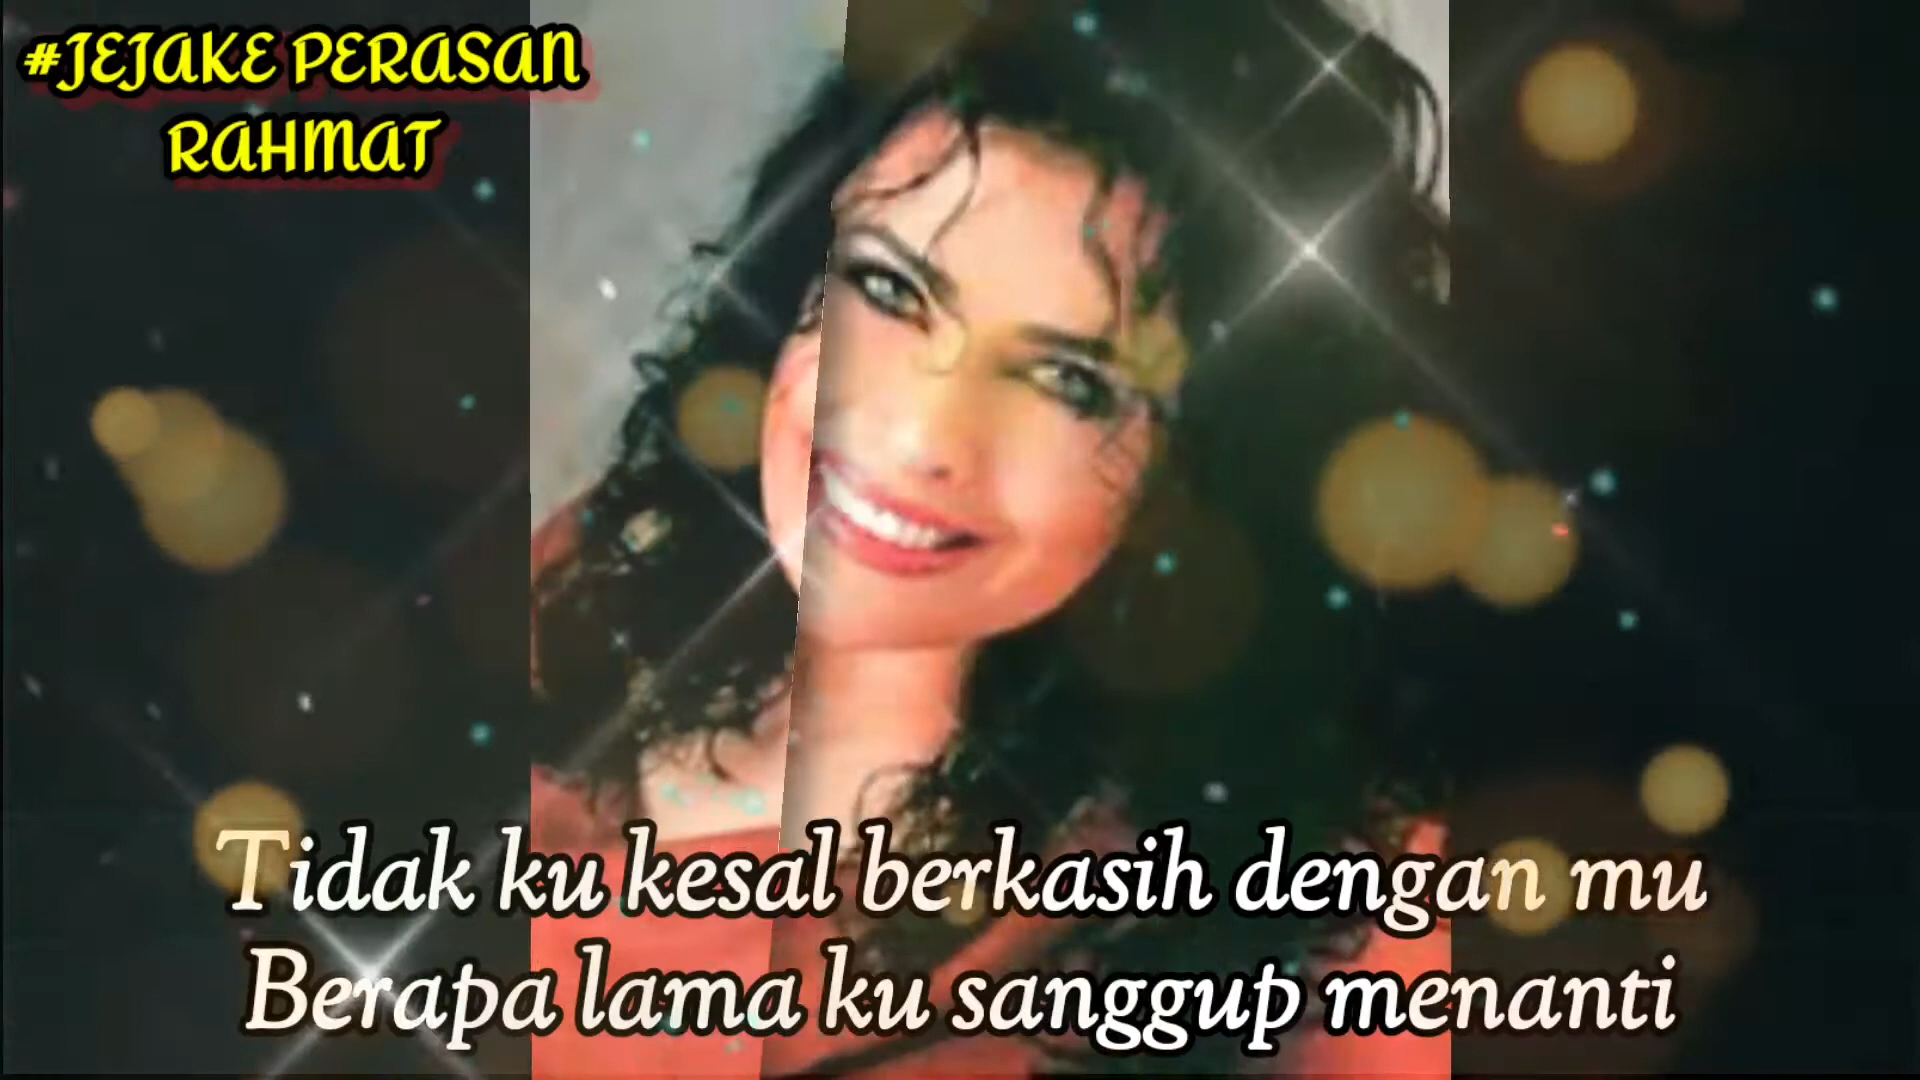 #JEJAKE PERASAN
RAHMAT
Tidak ku kesal berkasih dengan mu
Berapa lama ku sanggup menanti